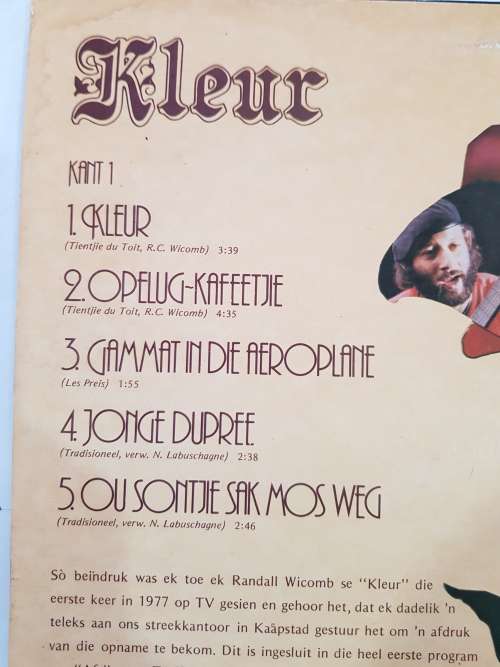 Kleur
KANT 1
1. KLEUR
(Tientjie du Toit, R.C. Wicomb) 3:39
2. OPELUG-KAFEETJIE
(Tientjie du Toit, R.C. Wicomb) 4:35
3. GAMMAT IN DIE AEROPLANE
(Les Preis) 1:55
4. JONGE DUPREE
(Tradisioneel, verw. N. Labuschagne) 2:38
5. OU SONTJIE SAK MOS WEG
(Tradisioneel, verw. N. Labuschagne) 2:46
Sò beïndruk was ek toe ek Randall Wicomb se "Kleur" die
eerste keer in 1977 op TV gesien en gehoor het, dat ek dadelik 'n
teleks aan ons streekkantoor in Kaāpstad gestuur het om 'n afdruk
van die opname te bekom. Dit is ingesluit in die heel eerste program